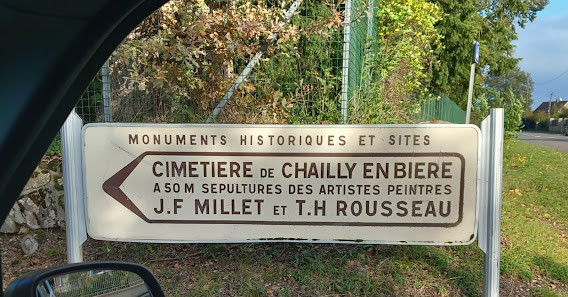 MONUMENTS HISTORIQUES ET SITES
CIMETIERE DE CHAILLY EN BIERE
A 50 M SEPULTURES DES ARTISTES PEINTRES
J.F MILLET ET T.H ROUSSEAU